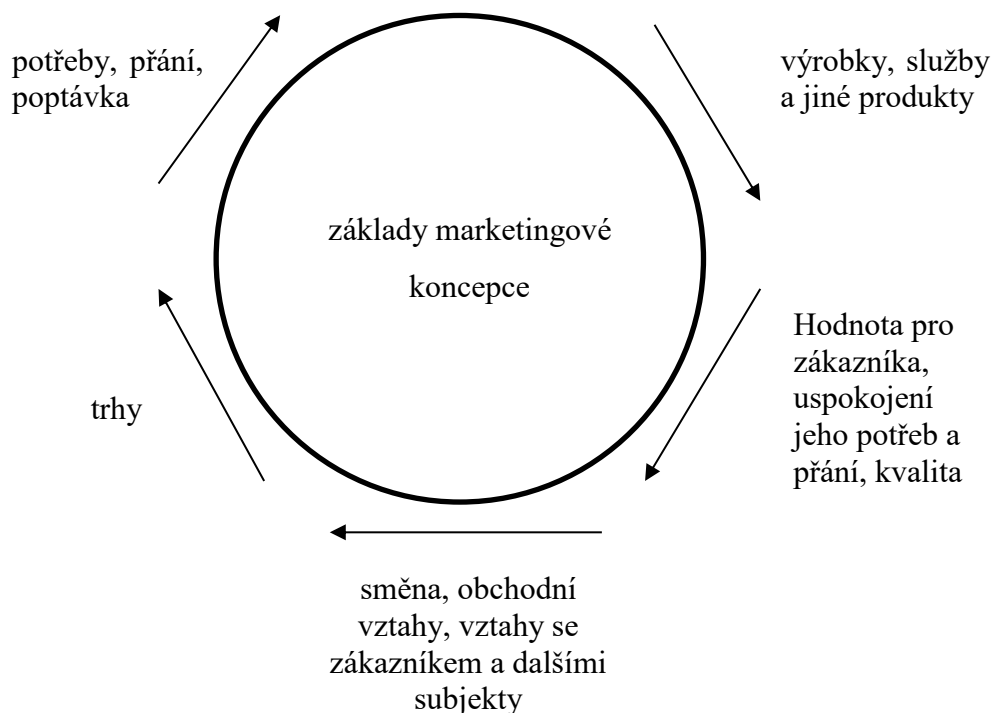 potřeby, přání,
poptávka
výrobky, služby
a jiné produkty
základy marketingové
koncepce
Hodnota pro
zákazníka,
uspokojení
jeho potřeb a
přání, kvalita
trhy
směna, obchodní
vztahy, vztahy se
zákazníkem a dalšími
subjekty